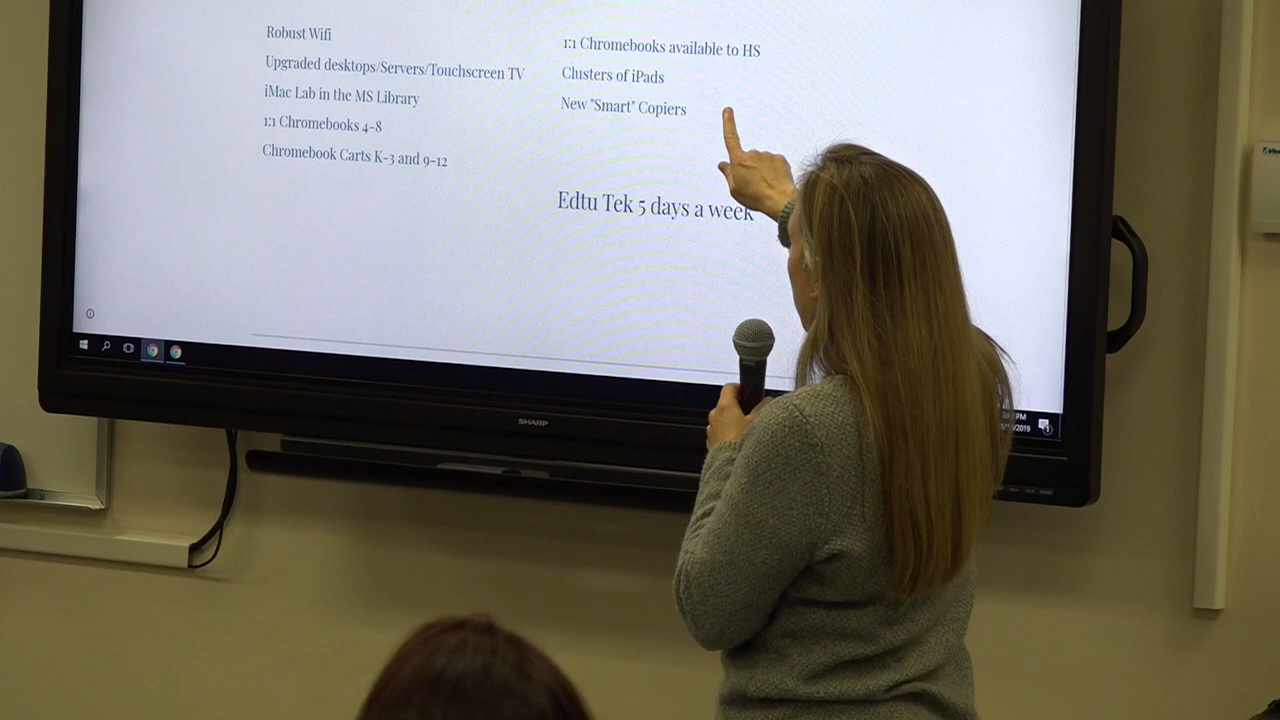 Robust Wifi
Upgraded desktops/Servers/Touchscreen TV
iMac Lab in the MS Library
1:1 Chromebooks 4-8
Chromebook Carts K-3 and 9-12
1:1 Chromebooks available to HS
Clusters of iPads
New "Smart" Copiers
Edtu Tek 5 days a week
SHARP
PM
2019